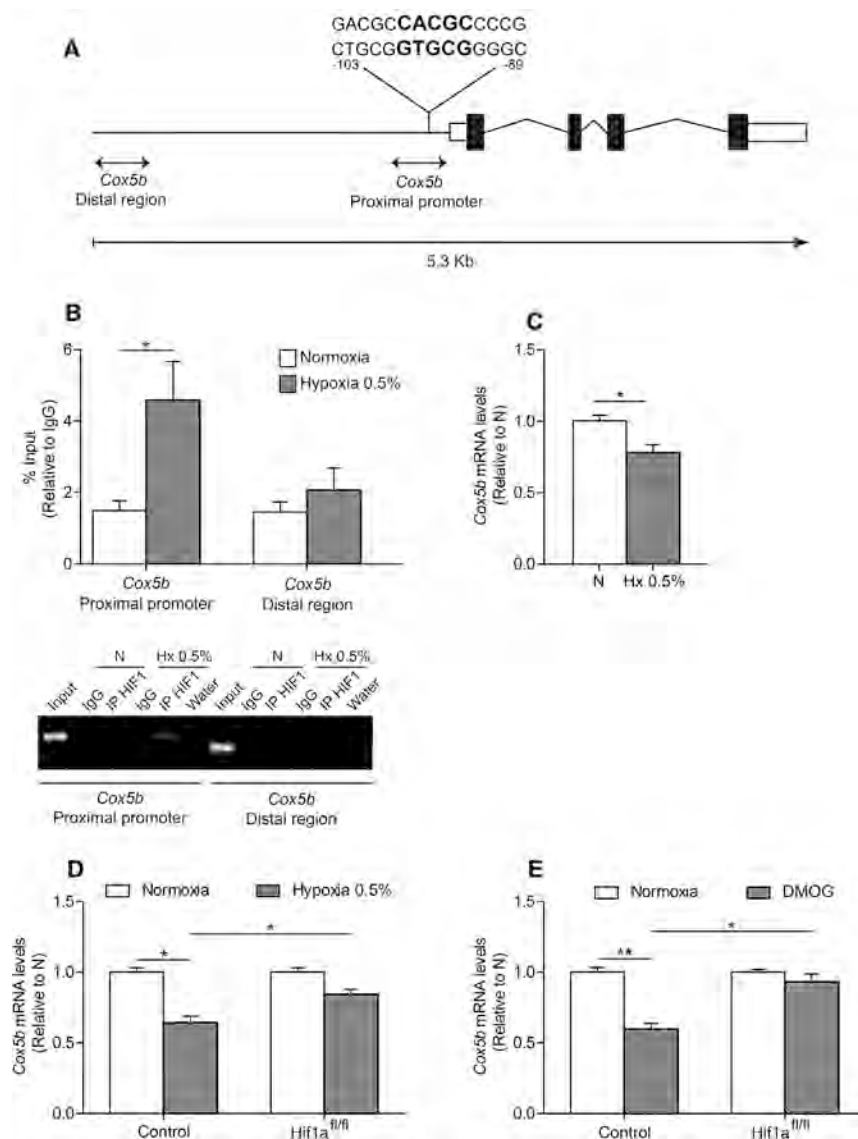 A
GACGCCACGCCCCG
CTGCGGTGCGGGGC
-103 -89
Cox5b Cox5b
Distal region Proximal promoter
5.3 Kb
B
% Input
(Relative to IgG)
6
4
2
0
Normoxia
Hypoxia 0.5%
*
Cox5b Cox5b
Proximal promoter Distal region
N Hx 0.5% N Hx 0.5%
Input IgG IP HIF1 IgG IP HIF1 Water Input IgG IP HIF1 IgG IP HIF1 Water
Cox5b Cox5b
Proximal promoter Distal region
C
Cox5b mRNA levels
(Relative to N)
1.5
1.0
0.5
0.0
*
N Hx 0.5%
D
Normoxia Hypoxia 0.5%
Cox5b mRNA levels
(Relative to N)
1.5
1.0
0.5
0.0
*
*
Control Hif1a fl/fl
E
Normoxia DMOG
Cox5b mRNA levels
(Relative to N)
1.5
1.0
0.5
0.0
*
**
Control Hif1a fl/fl